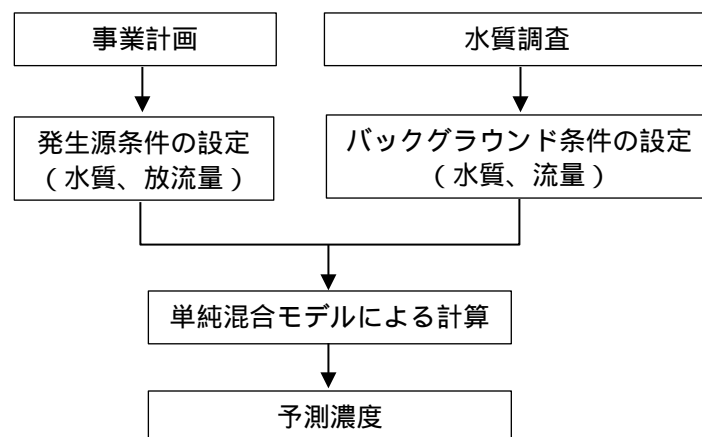 事業計画
水質調査
発生源条件の設定
(水質、放流量)
バックグラウンド条件の設定
(水質、流量)
単純混合モデルによる計算
予測濃度